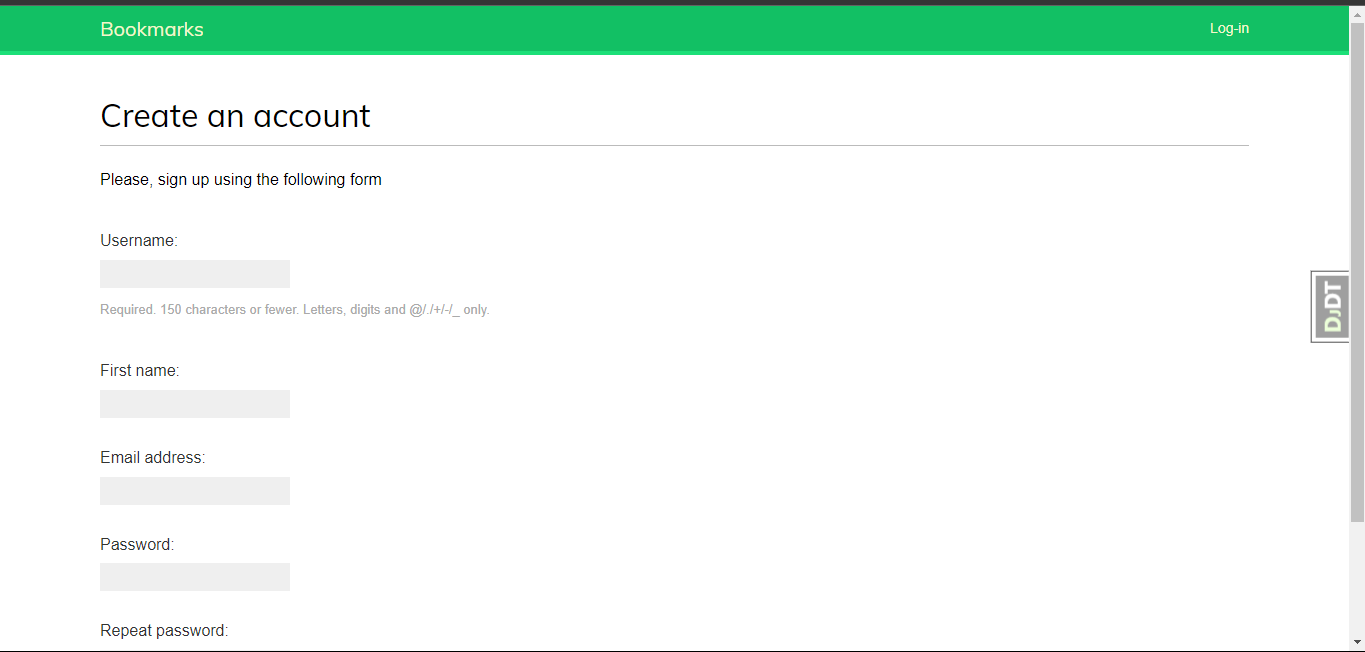 Bookmarks
Log-in
Create an account
Please, sign up using the following form
Username:
Required. 150 characters or fewer. Letters, digits and @/./+/-/_ only.
First name:
DJDT
Email address:
Password:
Repeat password: